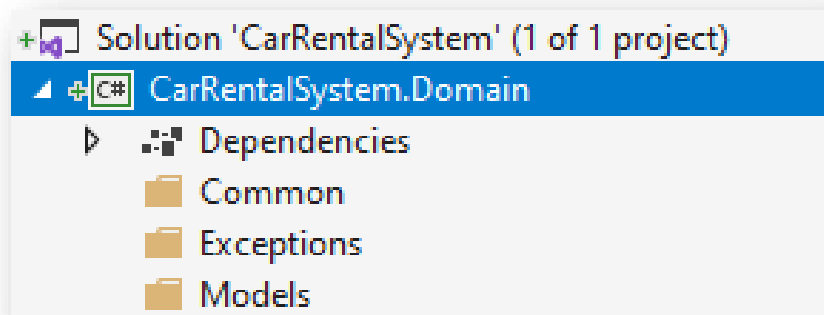 Solution 'CarRentalSystem' (1 of 1 project)
C# CarRentalSystem.Domain
Dependencies
Common
Exceptions
Models